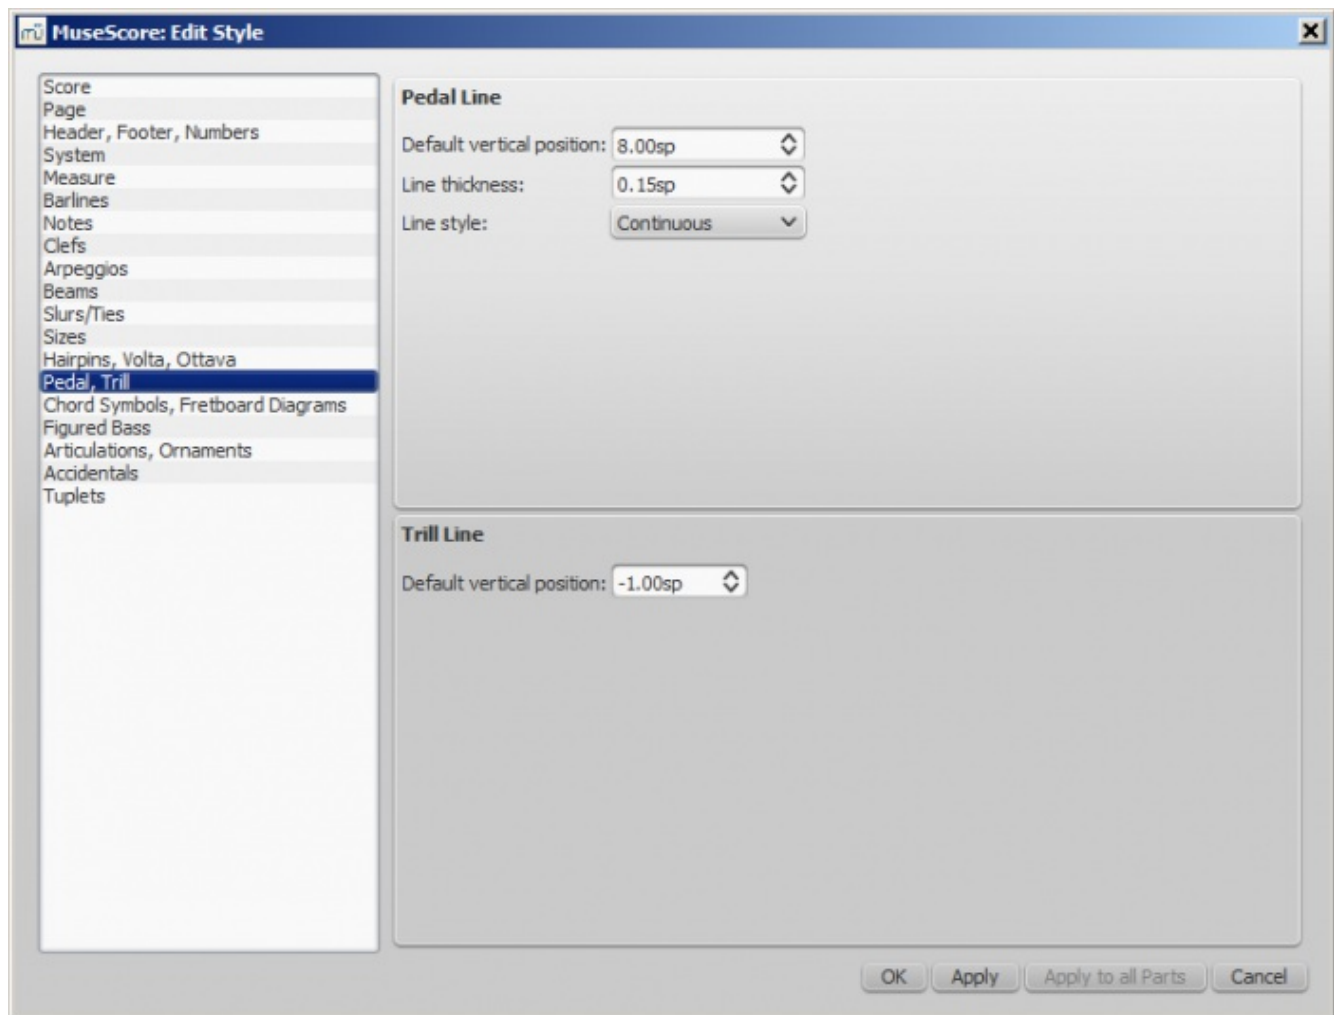 MuseScore: Edit Style
Score
Page
Header, Footer, Numbers
System
Measure
Barlines
Notes
Clefs
Arpeggios
Beams
Slurs/Ties
Sizes
Hairpins, Volta, Ottava
Pedal, Trill
Chord Symbols, Fretboard Diagrams
Figured Bass
Articulations, Ornaments
Accidentals
Tuplets
Pedal Line
Default vertical position: 8.00sp
Line thickness: 0.15sp
Line style: Continuous
Trill Line
Default vertical position: -1.00sp
OK Apply Apply to all Parts Cancel